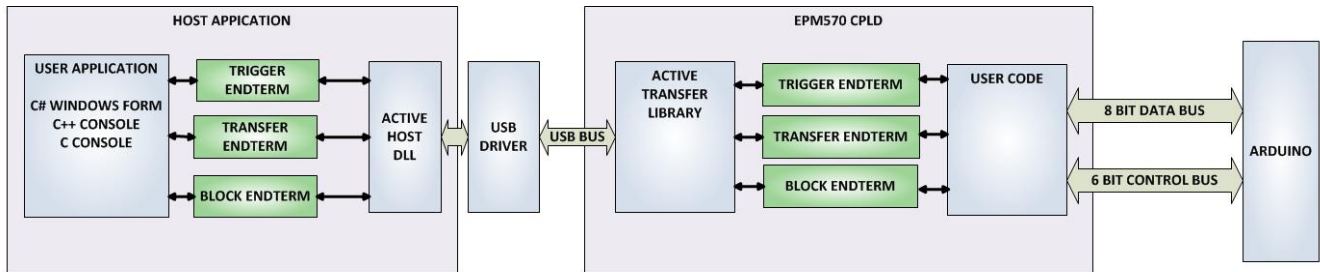 HOST APICATION
USER APPLICATION
C# WINDOWS FORM
C++ CONSOLE
C CONSOLE
TRIGGER
ENDTERM
TRANSFER
ENDTERM
BLOCK ENDTERM
ACTIVE
HOST
DLL
USB
DRIVER
USB BUS
EPM570 CPLD
ACTIVE
TRANSFER
LIBRARY
TRIGGER ENDTERM
TRANSFER ENDTERM
BLOCK ENDTERM
USER CODE
8 BIT DATA BUS
6 BIT CONTROL BUS
ARDUINO